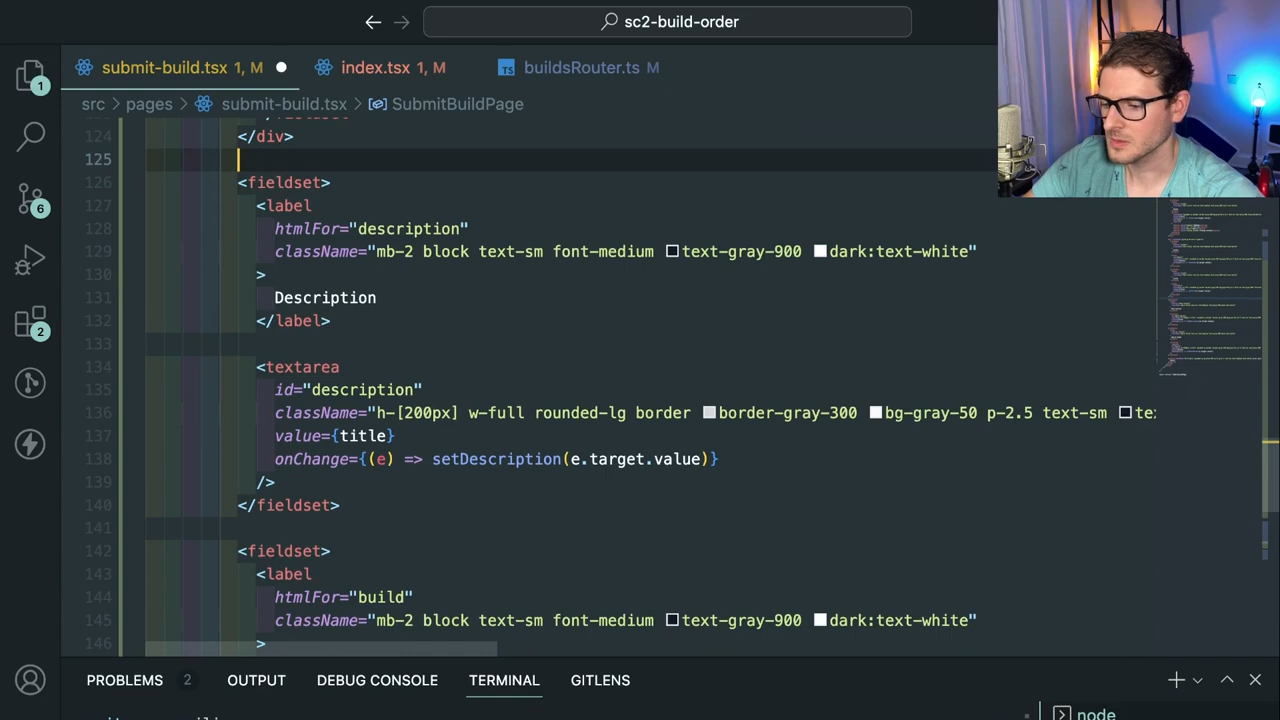 sc2-build-order
submit-build.tsx 1, M
index.tsx 1, M
TS buildsRouter.ts M
src > pages > submit-build.tsx > SubmitBuildPage
124 </div>
125
126 <fieldset>
127 <label
128 htmlFor="description"
129 className="mb-2 block text-sm font-medium text-gray-900 dark:text-white"
130 >
131 Description
132 </label>
133
134 <textarea
135 id="description"
136 className="h-[200px] w-full rounded-lg border border-gray-300 bg-gray-50 p-2.5 text-sm tex
137 value={title}
138 onChange={(e) => setDescription(e.target.value)}
139 />
140 </fieldset>
141
142 <fieldset>
143 <label
144 htmlFor="build"
145 className="mb-2 block text-sm font-medium text-gray-900 dark:text-white"
146 >
1
6
2
PROBLEMS 2 OUTPUT DEBUG CONSOLE TERMINAL GITLENS
node